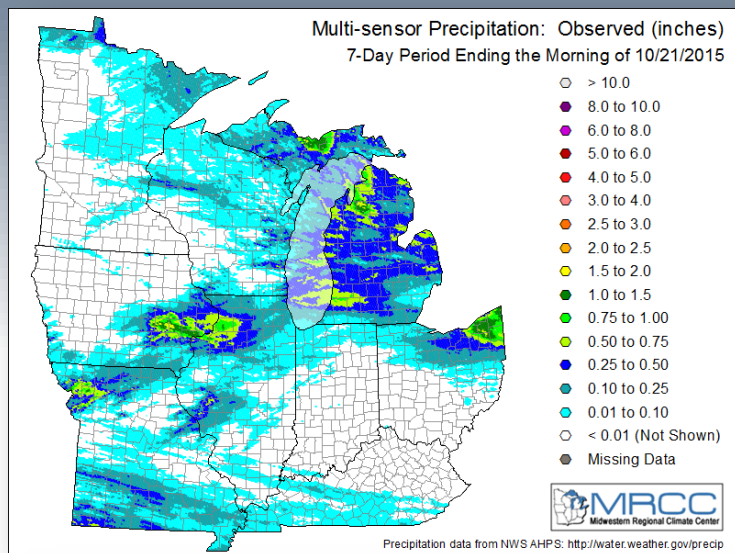 Multi-sensor Precipitation: Observed (inches)
7-Day Period Ending the Morning of 10/21/2015
> 10.0
8.0 to 10.0
6.0 to 8.0
5.0 to 6.0
4.0 to 5.0
3.0 to 4.0
2.5 to 3.0
2.0 to 2.5
1.5 to 2.0
1.0 to 1.5
0.75 to 1.00
0.50 to 0.75
0.25 to 0.50
0.10 to 0.25
0.01 to 0.10
< 0.01 (Not Shown)
Missing Data
MRCC
Midwestern Regional Climate Center
Precipitation data from NWS AHPS: http://water.weather.gov/precip